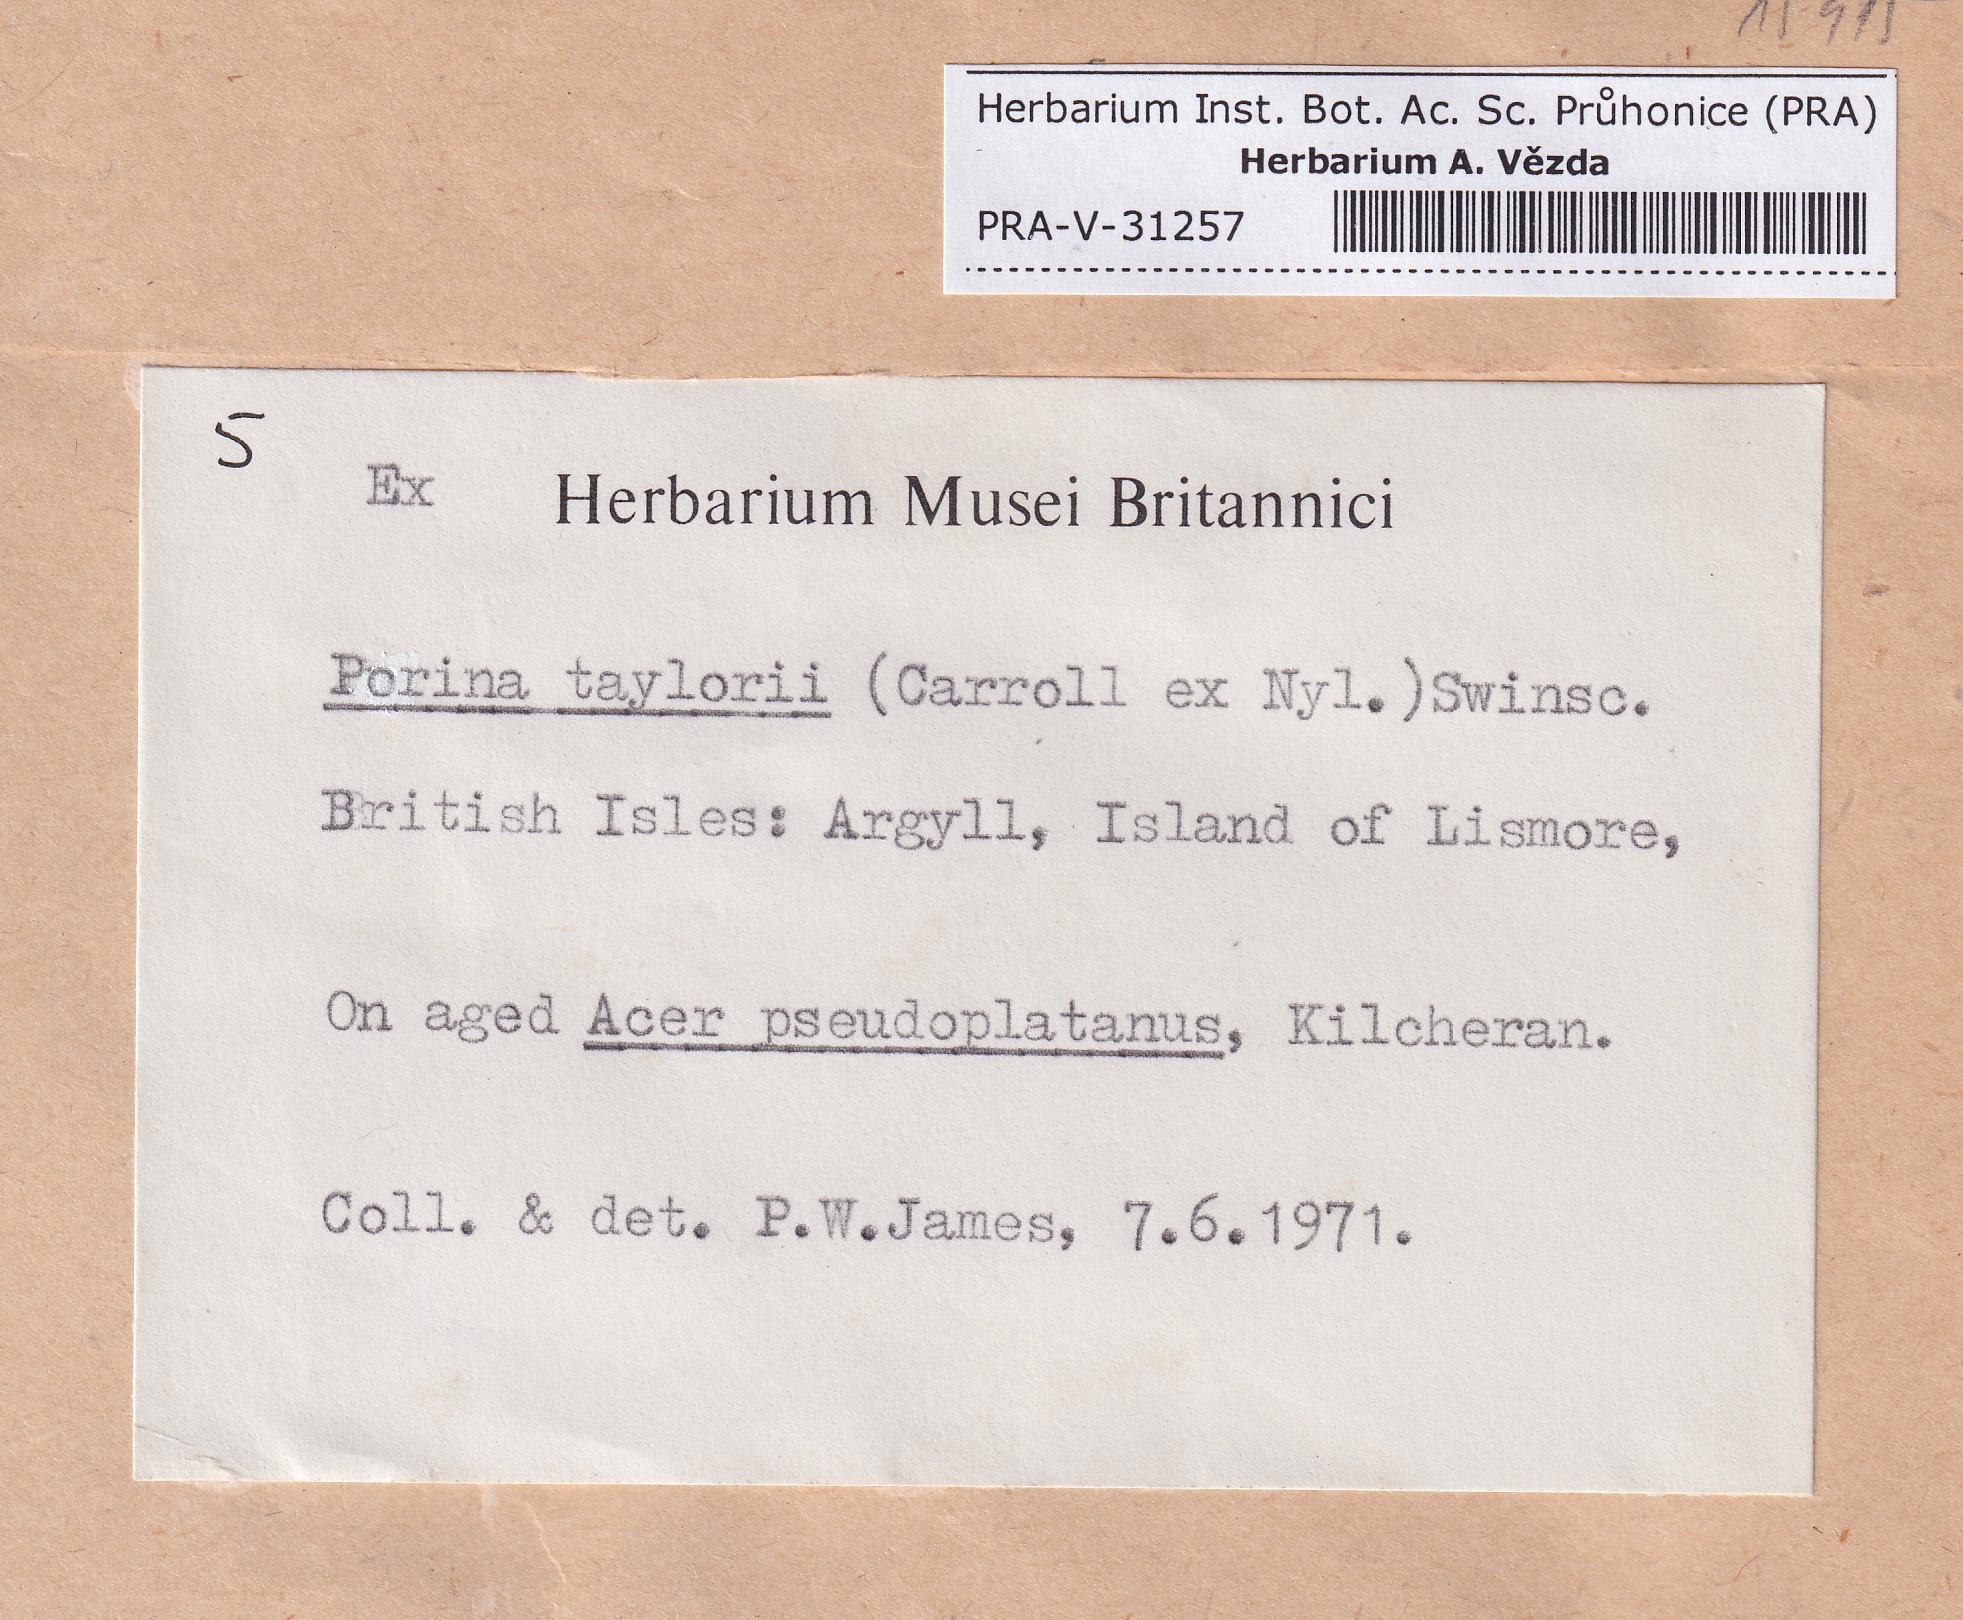 Herbarium Inst. Bot. Ac. Sc. Průhonice (PRA)
Herbarium A. Vězda
PRA-V-31257
5
Ex Herbarium Musei Britannici
Porina taylorii (Carroll ex Nyl.)Swinsc.
British Isles: Argyll, Island of Lismore,
On aged Acer pseudoplatanus, Kilcheran.
Coll. & det. P.W.James, 7.6.1971.